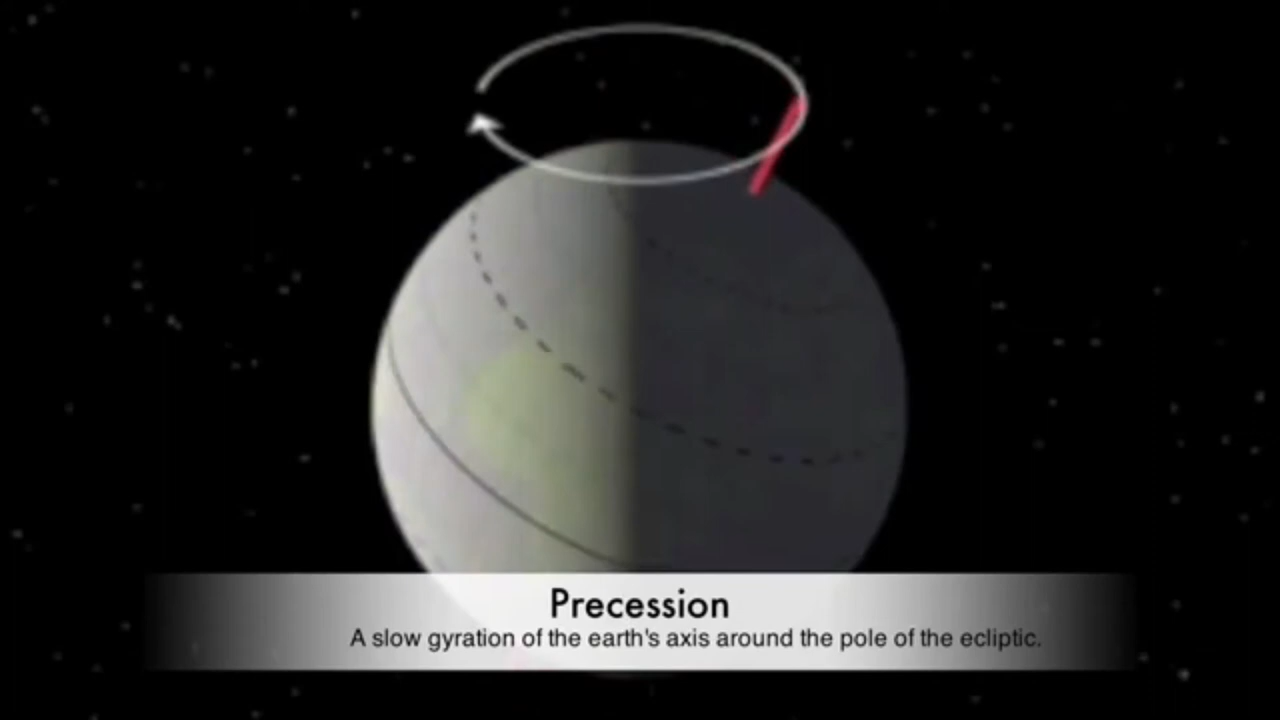 Precession
A slow gyration of the earth's axis around the pole of the ecliptic.